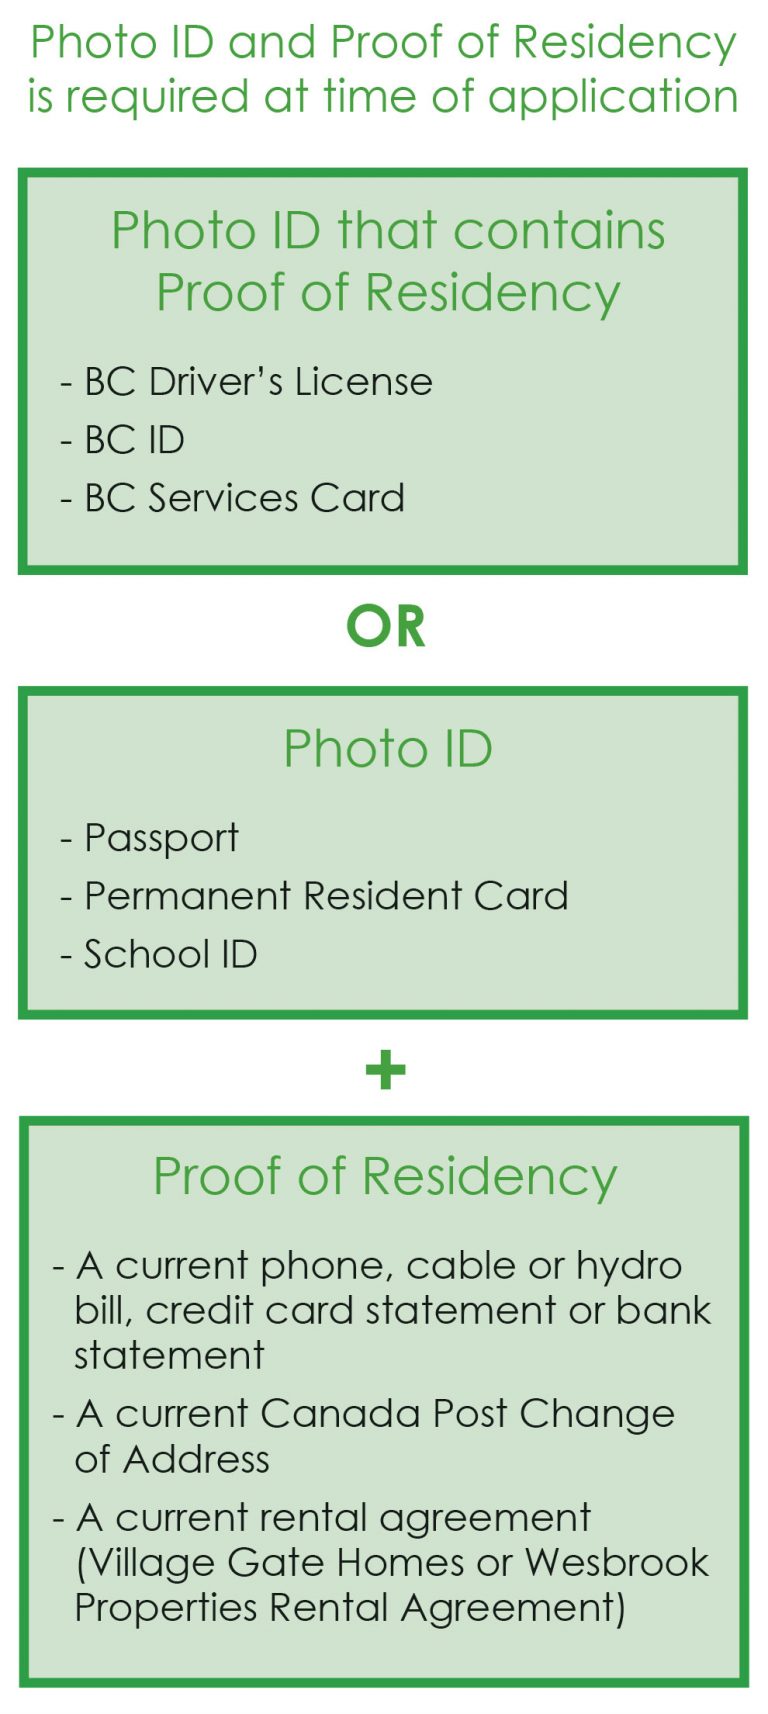 Photo ID and Proof of Residency
is required at time of application
Photo ID that contains
Proof of Residency
- BC Driver’s License
- BC ID
- BC Services Card
OR
Photo ID
- Passport
- Permanent Resident Card
- School ID
+
Proof of Residency
- A current phone, cable or hydro
bill, credit card statement or bank
statement
- A current Canada Post Change
of Address
- A current rental agreement
(Village Gate Homes or Wesbrook
Properties Rental Agreement)